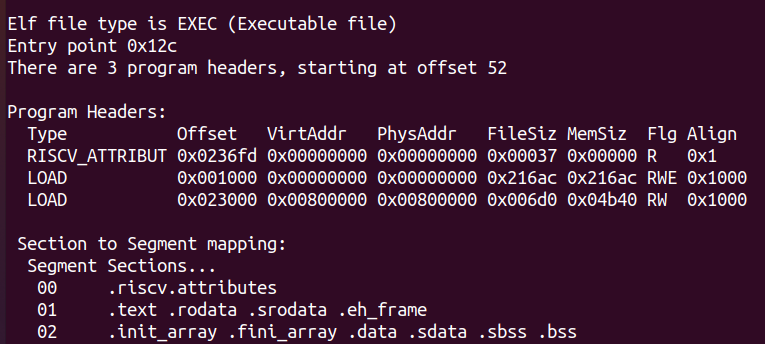 Elf file type is EXEC (Executable file)
Entry point 0x12c
There are 3 program headers, starting at offset 52
Program Headers:
Type Offset VirtAddr PhysAddr FileSiz MemSiz Flg Align
RISCV_ATTRIBUT 0x0236fd 0x00000000 0x00000000 0x00037 0x00000 R 0x1
LOAD 0x001000 0x00000000 0x00000000 0x216ac 0x216ac RWE 0x1000
LOAD 0x023000 0x00800000 0x00800000 0x006d0 0x04b40 RW 0x1000
Section to Segment mapping:
Segment Sections...
00 .riscv.attributes
01 .text .rodata .srodata .eh_frame
02 .init_array .fini_array .data .sdata .sbss .bss